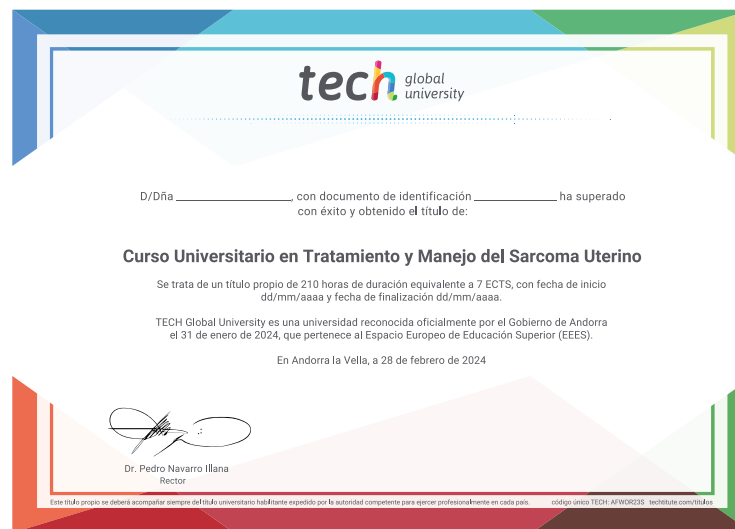 tech global university
D/Dña ____________________, con documento de identificación ______________ ha superado
con éxito y obtenido el título de:
Curso Universitario en Tratamiento y Manejo del Sarcoma Uterino
Se trata de un título propio de 210 horas de duración equivalente a 7 ECTS, con fecha de inicio
dd/mm/aaaa y fecha de finalización dd/mm/aaaa.
TECH Global University es una universidad reconocida oficialmente por el Gobierno de Andorra
el 31 de enero de 2024, que pertenece al Espacio Europeo de Educación Superior (EEES).
En Andorra la Vella, a 28 de febrero de 2024
Dr. Pedro Navarro Illana
Rector
Este título propio se deberá acompañar siempre del título universitario habilitante expedido por la autoridad competente para ejercer profesionalmente en cada país. código único TECH: AFWOR23S techtitute.com/titulos